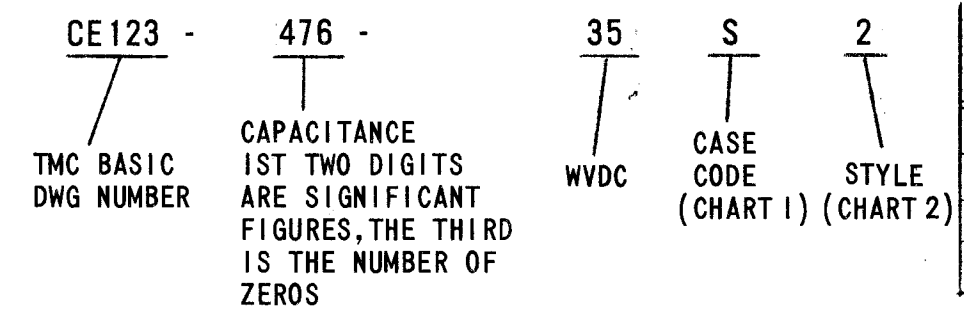 CE123 - 476 - 35 S 2
TMC BASIC
DWG NUMBER
CAPACITANCE
IST TWO DIGITS
ARE SIGNIFICANT
FIGURES, THE THIRD
IS THE NUMBER OF
ZEROS
WVDC
CASE
CODE
(CHART I)
STYLE
(CHART 2)